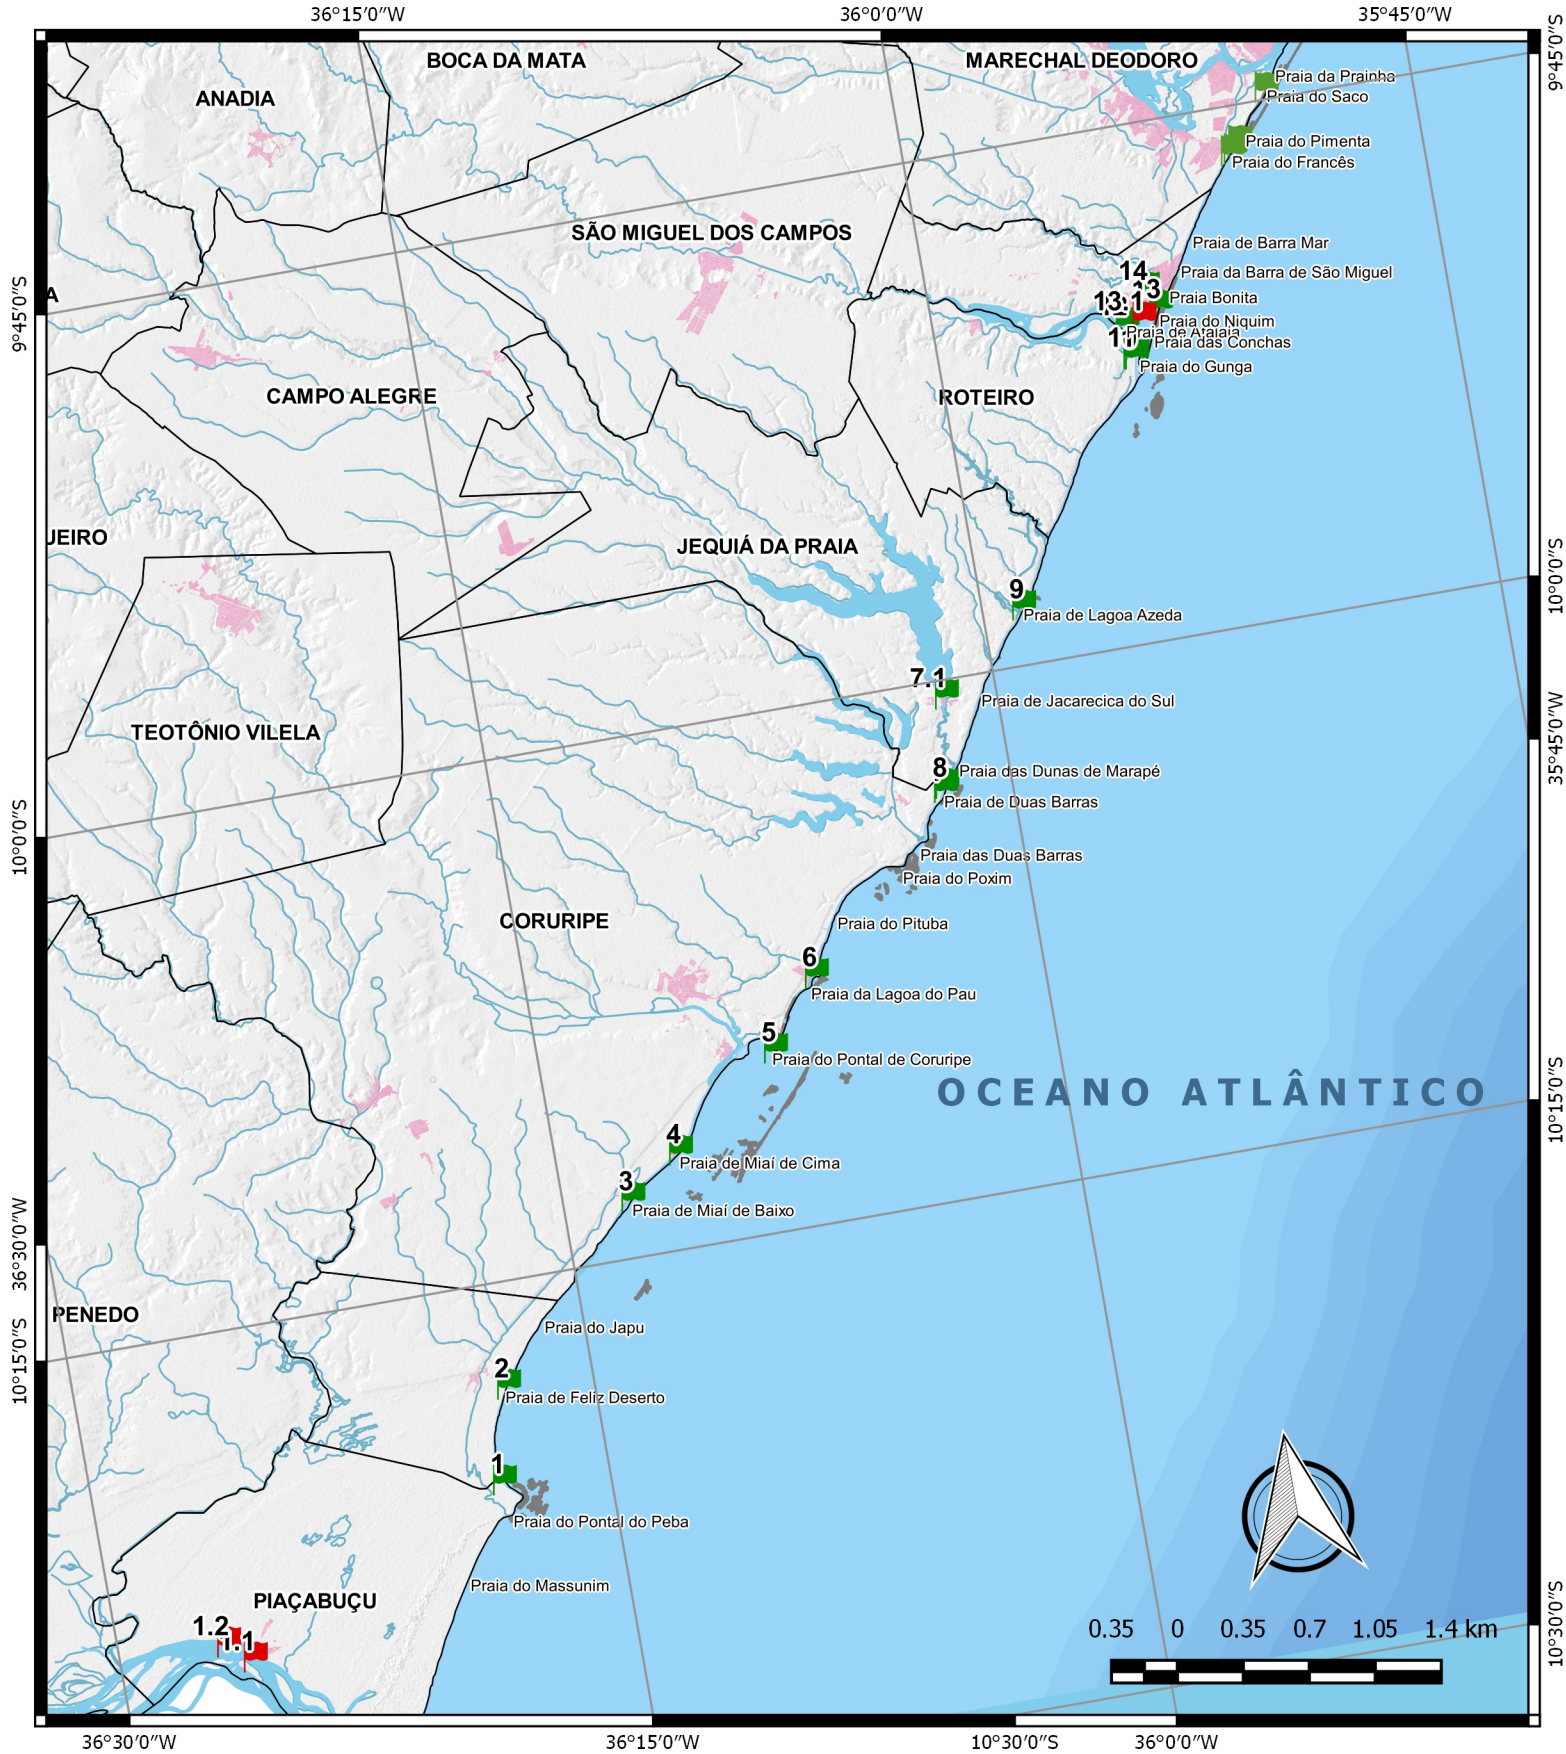 36°15'0"W
36°0'0"W
35°45'0"W
9°45'0"S
BOCA DA MATA
MARECHAL DEODORO
ANADIA
Praia da Prainha
Praia do Saco
Praia do Pimenta
Praia do Francês
SÃO MIGUEL DOS CAMPOS
Praia de Barra Mar
14
Praia da Barra de São Miguel
A
Praia Bonita
9°45'0"S
Praia do Niquim
Praia de Atalaia
Praia das Conchas
Praia do Gunga
CAMPO ALEGRE
ROTEIRO
JEIRO
JEQUIÁ DA PRAIA
10°0'0"S
9
Praia de Lagoa Azeda
7.1
Praia de Jacarecica do Sul
TEOTÔNIO VILELA
35°45'0"W
8
Praia das Dunas de Marapé
Praia de Duas Barras
10°0'0"S
Praia das Duas Barras
Praia do Poxim
CORURIPE
Praia do Pituba
6
Praia da Lagoa do Pau
5
Praia do Pontal de Coruripe
OCEANO ATLÂNTICO
10°15'0"S
4
Praia de Miaí de Cima
3
Praia de Miaí de Baixo
36°30'0"W
PENEDO
Praia do Japu
10°15'0"S
2
Praia de Feliz Deserto
1
Praia do Pontal do Peba
Praia do Massunim
PIAÇABUÇU
1.2
1.1
0.35 0 0.35 0.7 1.05 1.4 km
10°30'0"S
36°30'0"W
36°15'0"W
10°30'0"S
36°0'0"W